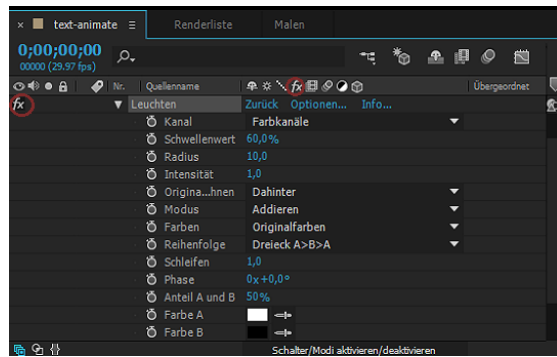 text-animate Renderliste Malen
0;00;00;00
00000 (29.97 fps)
Nr. Quellenname fx Übergeordnet
fx Leuchten Zurück Optionen... Info...
Kanal Farbkanäle
Schwellenwert 60,0%
Radius 10,0
Intensität 1,0
Origina...hnen Dahinter
Modus Addieren
Farben Originalfarben
Reihenfolge Dreieck A>B>A
Schleifen 1,0
Phase 0x+0,0°
Anteil A und B 50%
Farbe A
Farbe B
Schalter/Modi aktivieren/deaktivieren